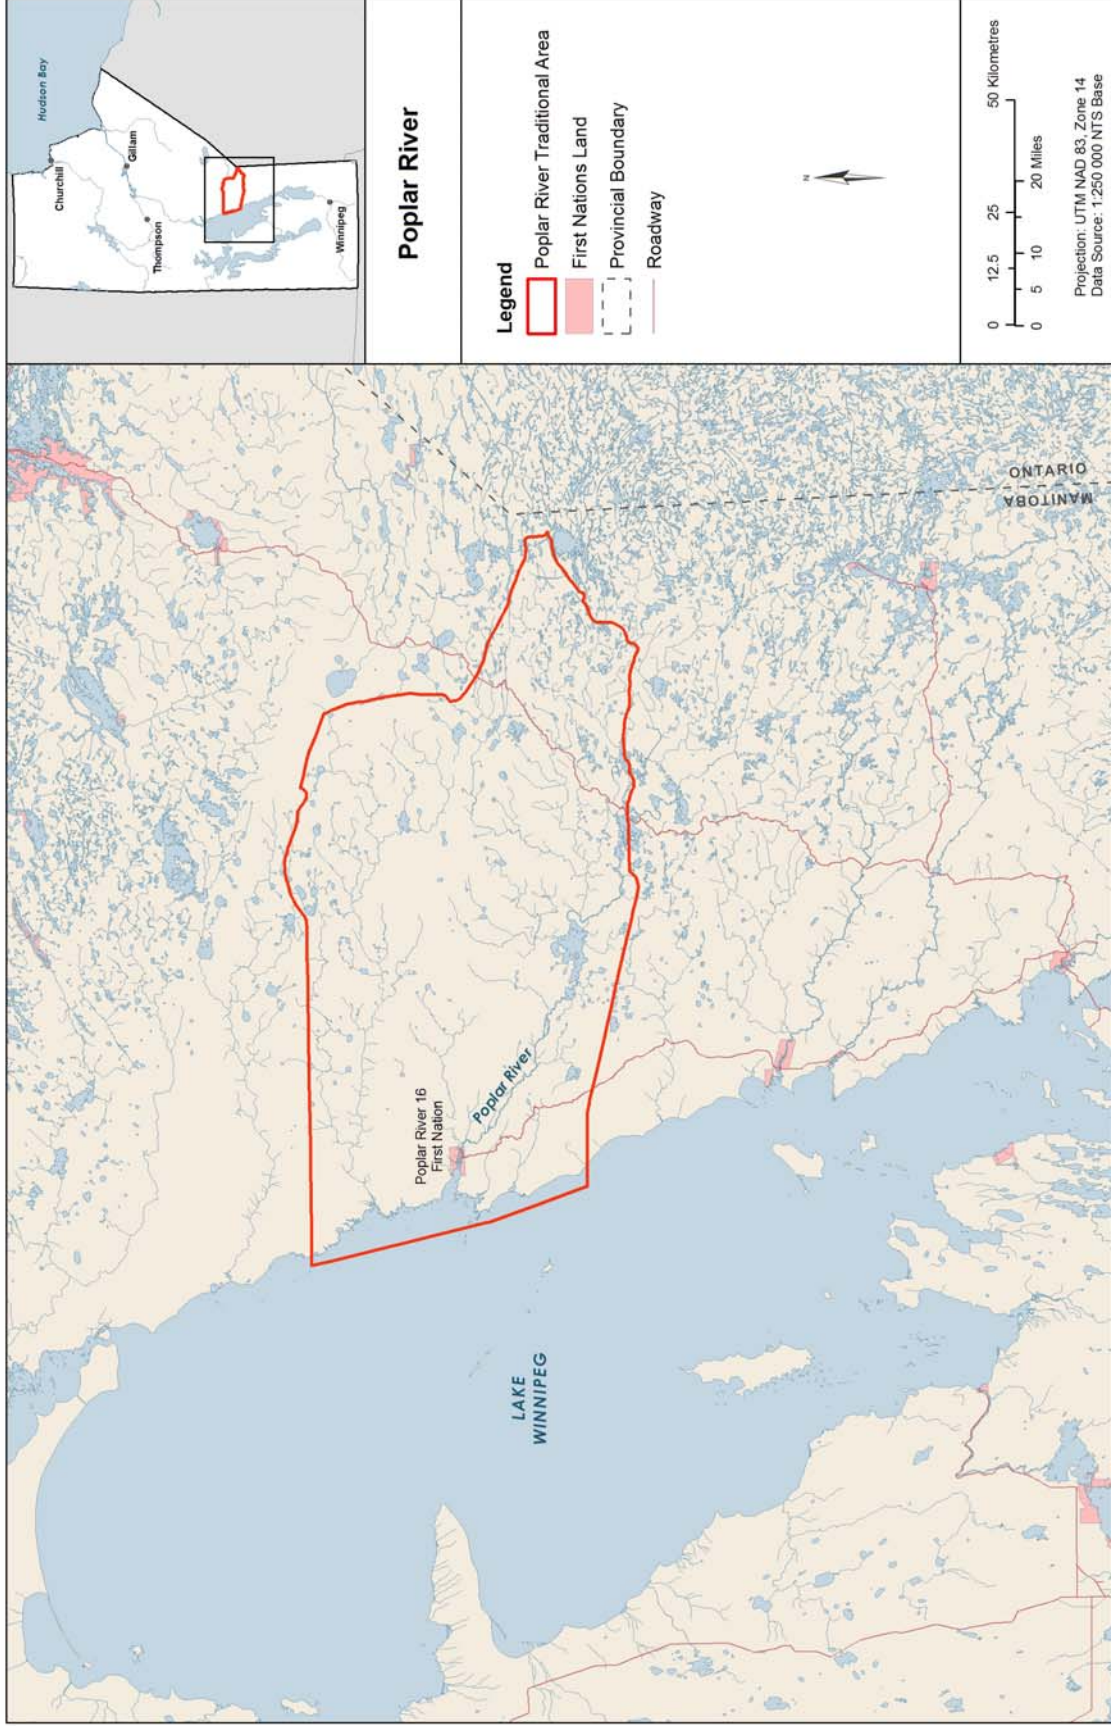 Hudson Bay
Churchill
Gillam
Thompson
Winnipeg
Poplar River
Legend
Poplar River Traditional Area
First Nations Land
Provincial Boundary
Roadway
N
0 12.5 25 50 Kilometres
0 5 10 20 Miles
Projection: UTM NAD 83, Zone 14
Data Source: 1:250 000 NTS Base
Poplar River 16
First Nation
Poplar River
LAKE
WINNIPEG
MANITOBA
ONTARIO